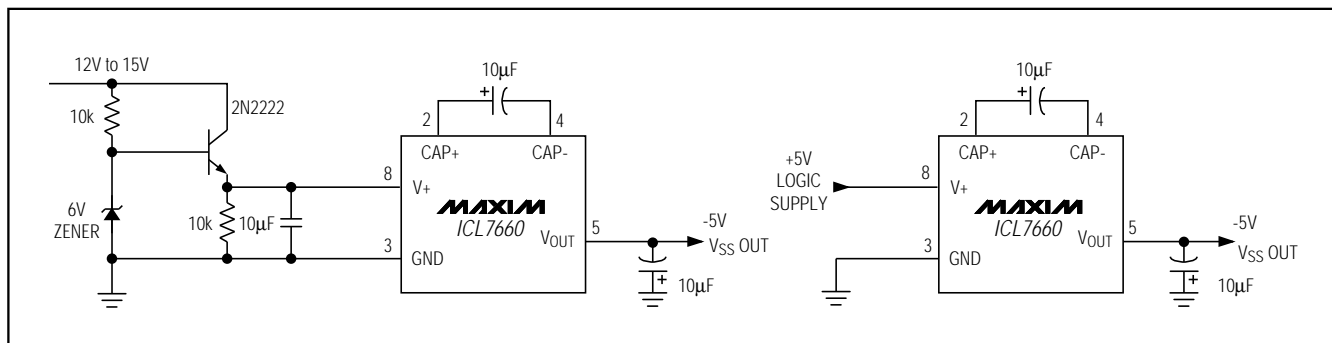 12V to 15V
10k
2N2222
6V
ZENER
10k
10µF
10µF
2
4
CAP+
CAP-
8
V+
MAXIM
ICL7660
3
GND
VOUT
5
-5V
VSS OUT
10µF
+5V
LOGIC
SUPPLY
10µF
2
4
CAP+
CAP-
8
V+
MAXIM
ICL7660
3
GND
VOUT
5
-5V
VSS OUT
10µF